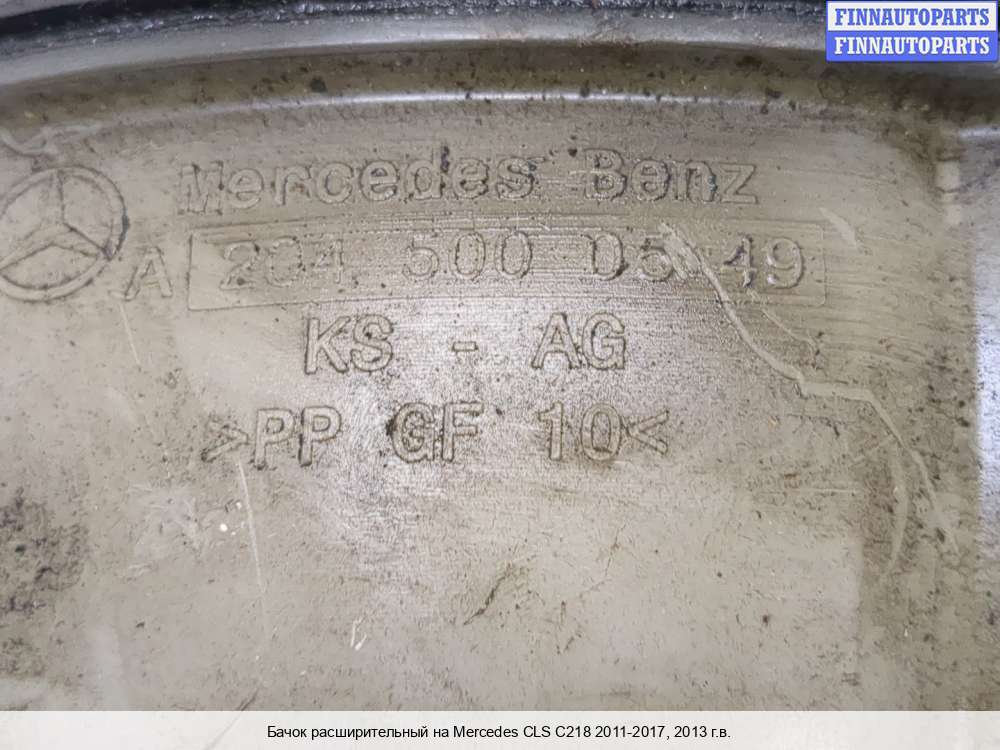 FINNAUTOPARTS
FINNAUTOPARTS
Mercedes Benz
A 204 500 05 49
KS - AG
>PP GF 10<
Бачок расширительный на Mercedes CLS C218 2011-2017, 2013 г.в.